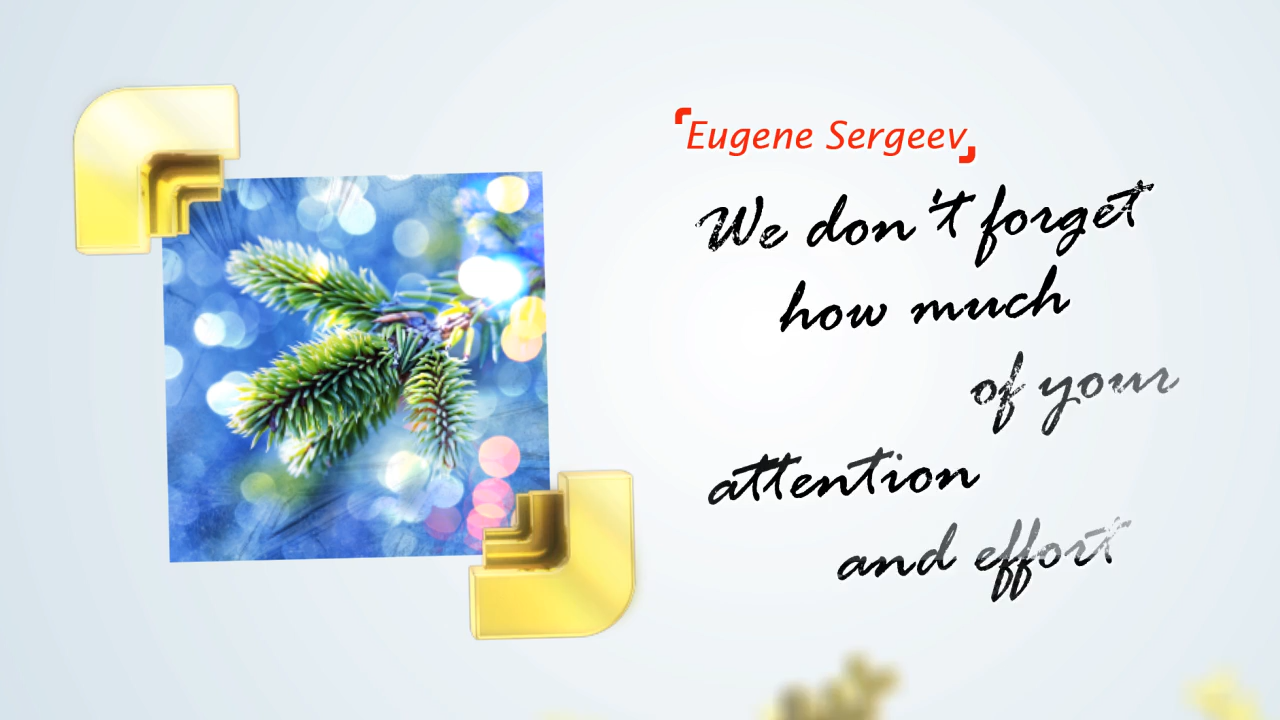 Eugene Sergeev
We don't forget
how much
of your
attention
and effort